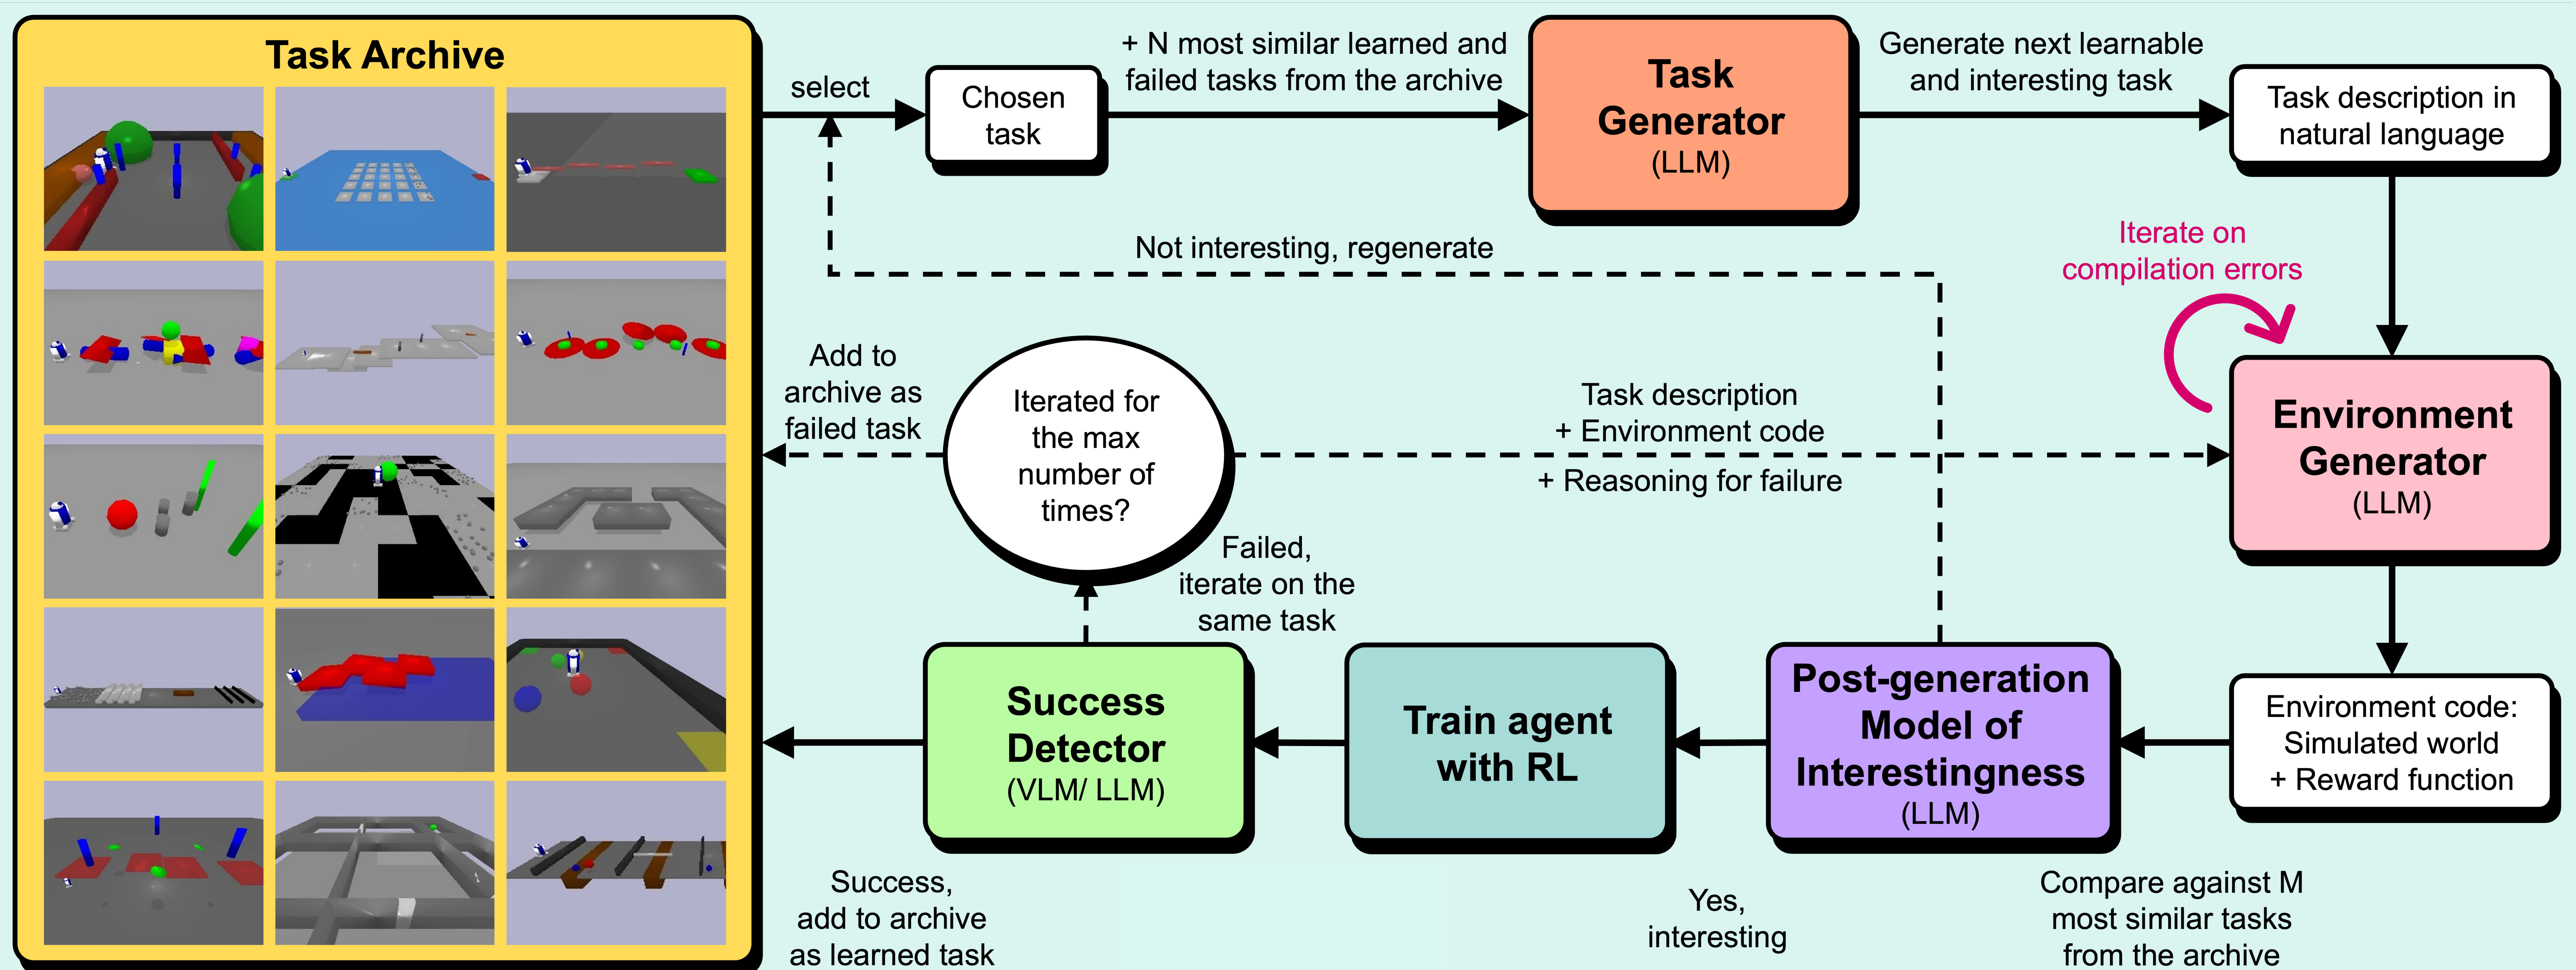 Task Archive
select
Chosen
task
+ N most similar learned and
failed tasks from the archive
Task
Generator
(LLM)
Generate next learnable
and interesting task
Task description in
natural language
Not interesting, regenerate
Iterate on
compilation errors
Add to
archive as
failed task
Iterated for
the max
number of
times?
Task description
+ Environment code
+ Reasoning for failure
Environment
Generator
(LLM)
Failed,
iterate on the
same task
Success
Detector
(VLM/ LLM)
Train agent
with RL
Post-generation
Model of
Interestingness
(LLM)
Environment code:
Simulated world
+ Reward function
Success,
add to archive
as learned task
Yes,
interesting
Compare against M
most similar tasks
from the archive